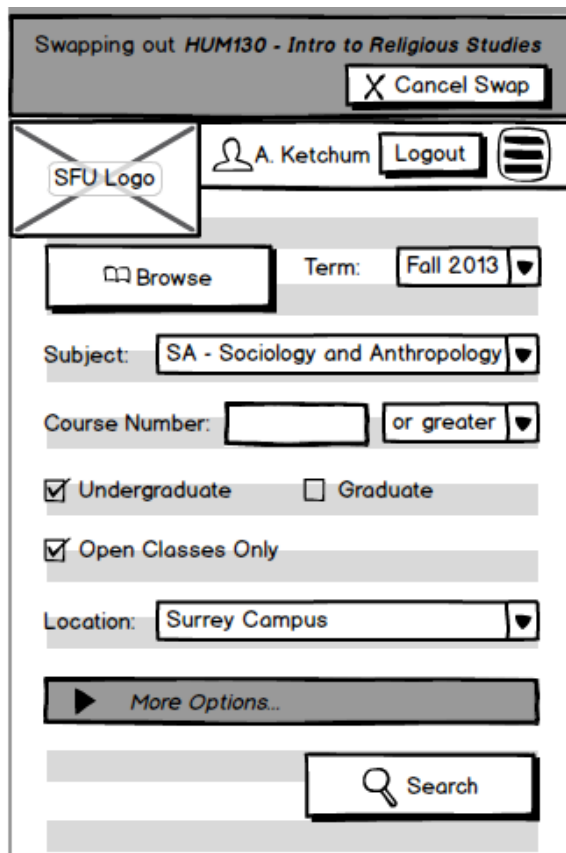 Swapping out HUM130 - Intro to Religious Studies
X Cancel Swap
SFU Logo
A. Ketchum Logout
Browse Term: Fall 2013
Subject: SA - Sociology and Anthropology
Course Number: or greater
Undergraduate Graduate
Open Classes Only
Location: Surrey Campus
More Options...
Search